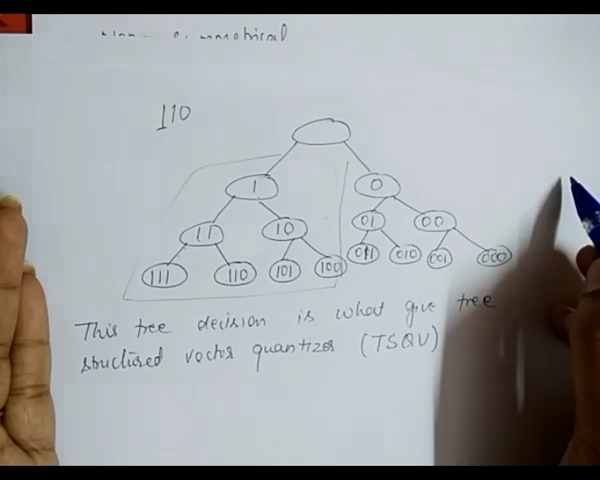 110
1 0
11 10 01 00
111 110 101 100 011 010 001 000
This tree decision is what give tree
structured vector quantizer (TSQV)